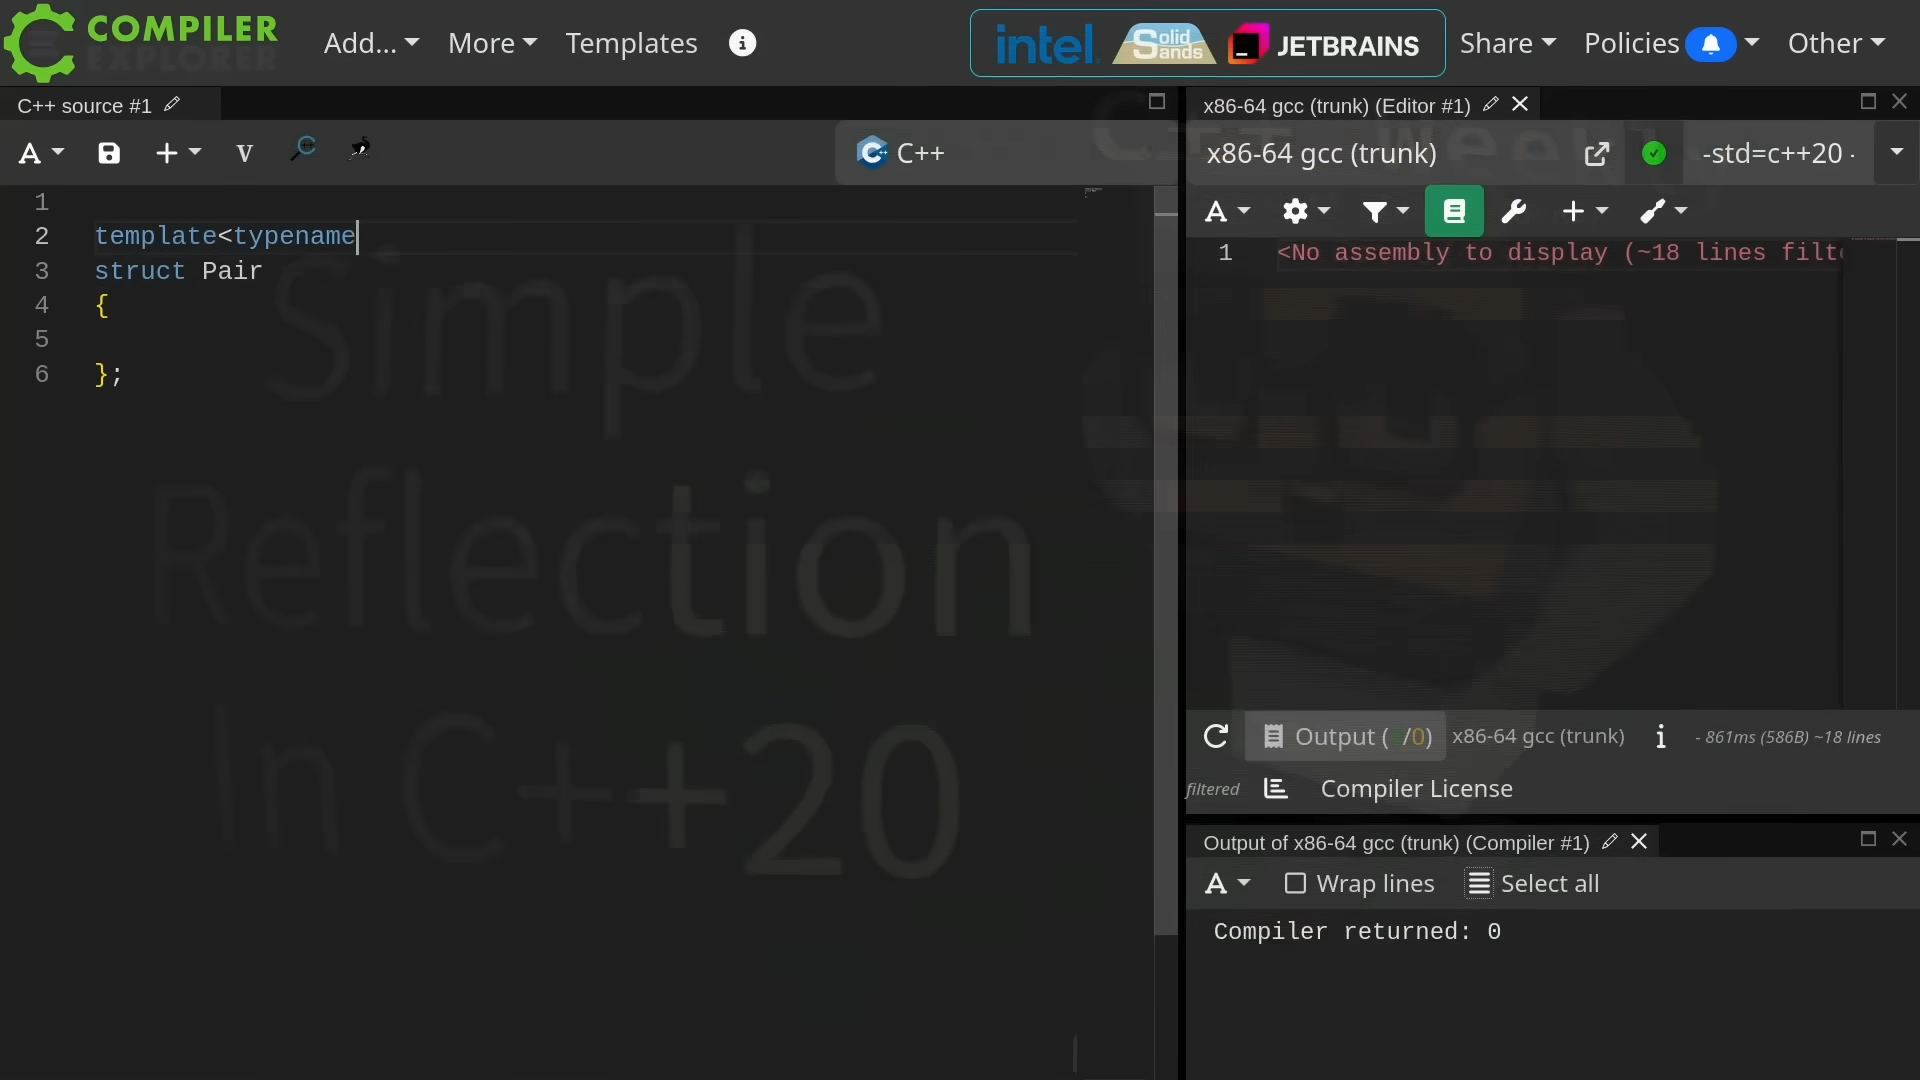 COMPILER
EXPLORER
Add...
More
Templates
intel.
Solid
Sands
JETBRAINS
Share
Policies
Other
C++ source #1
x86-64 gcc (trunk) (Editor #1)
C++ Weekly
A
V
C++
x86-64 gcc (trunk)
-std=c++20 -
A
1
2 template<typename
3 struct Pair
4 {
5
6 };
1 <No assembly to display (~18 lines filte
Simple
Reflection
In C++20
Output ( /0) x86-64 gcc (trunk) - 861ms (586B) ~18 lines
filtered Compiler License
Output of x86-64 gcc (trunk) (Compiler #1)
A Wrap lines Select all
Compiler returned: 0